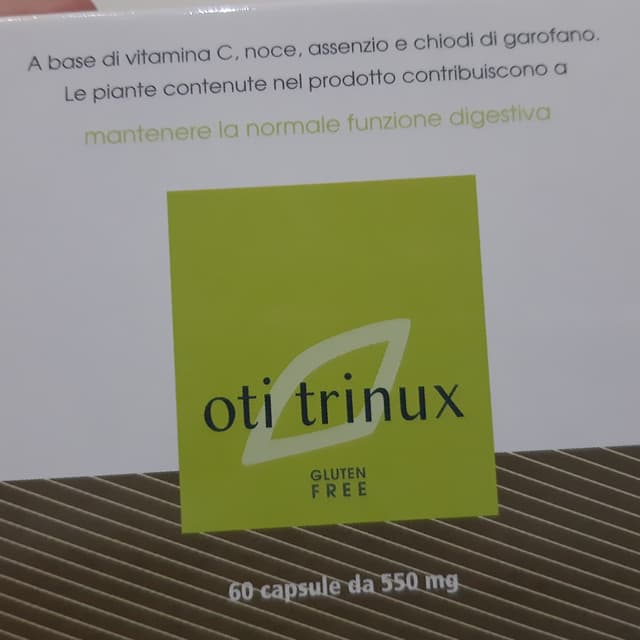 A base di vitamina C, noce, assenzio e chiodi di garofano.
Le piante contenute nel prodotto contribuiscono a
mantenere la normale funzione digestiva
oti trinux
GLUTEN
FREE
60 capsule da 550 mg